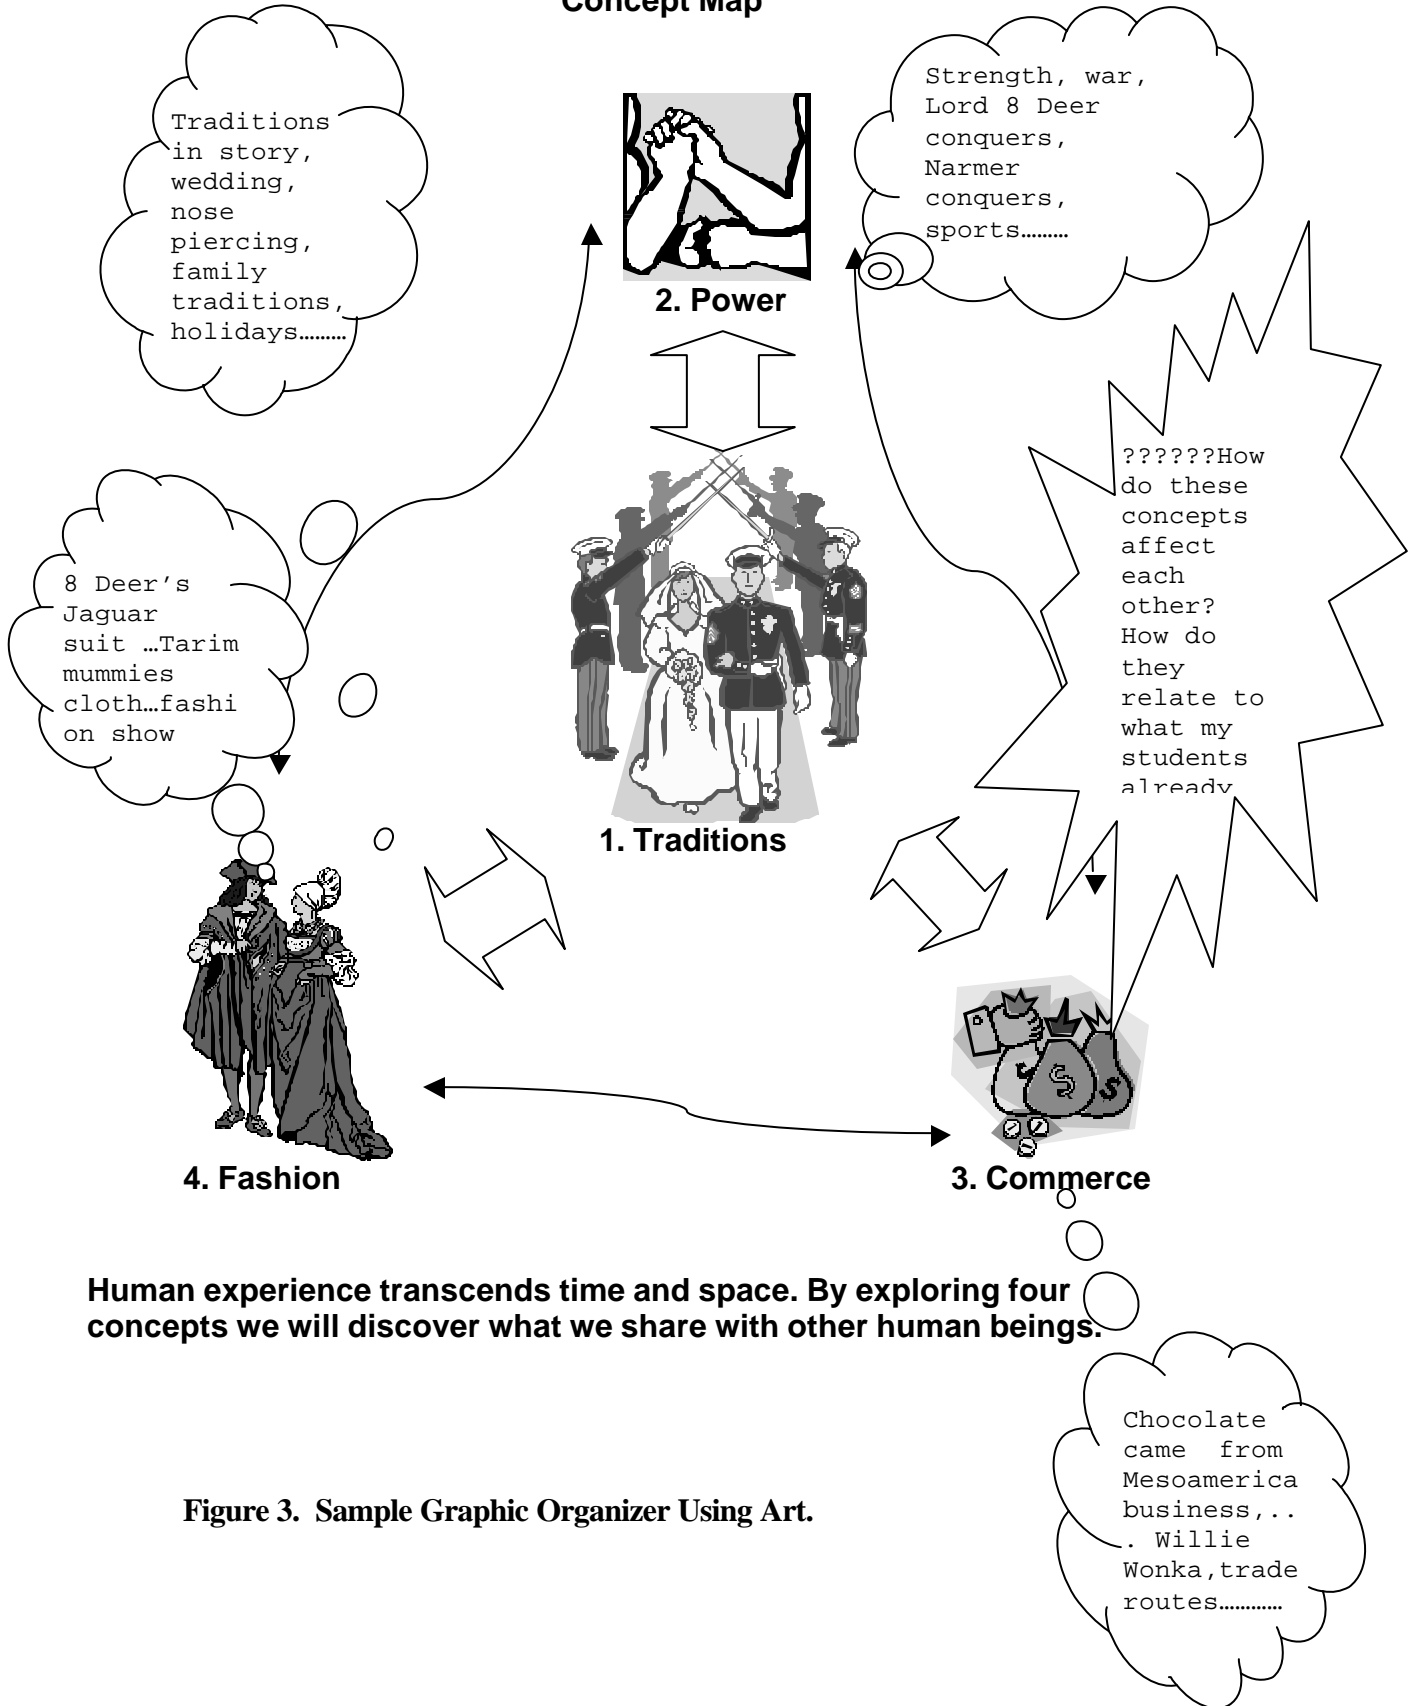 Concept Map
Traditions
in story,
wedding,
nose
piercing,
family
traditions,
holidays………
Strength, war,
Lord 8 Deer
conquers,
Narmer
conquers,
sports………
2. Power
??????How
do these
concepts
affect
each
other?
How do
they
relate to
what my
students
already
8 Deer’s
Jaguar
suit …Tarim
mummies
cloth…fashi
on show
1. Traditions
4. Fashion
3. Commerce
Human experience transcends time and space. By exploring four
concepts we will discover what we share with other human beings.
Chocolate
came  from
Mesoamerica
business,..
. Willie
Wonka,trade
routes…………
Figure 3.  Sample Graphic Organizer Using Art.